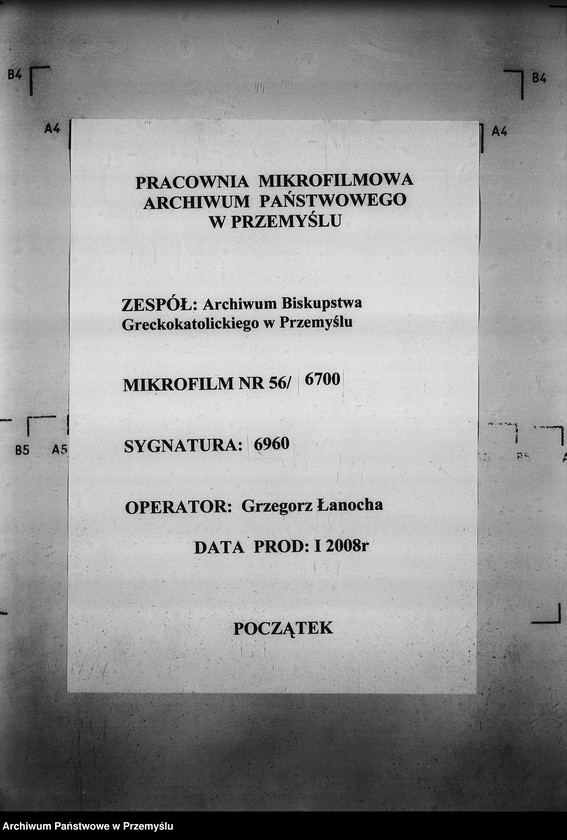 B4
B4
A4
A4
PRACOWNIA MIKROFILMOWA
ARCHIWUM PAŃSTWOWEGO
W PRZEMYŚLU
ZESPÓŁ: Archiwum Biskupstwa
Greckokatolickiego w Przemyślu
MIKROFILM NR 56/ 6700
B5 A5
B5
A
SYGNATURA: 6960
OPERATOR: Grzegorz Łanocha
DATA PROD: I 2008r
POCZĄTEK
Archiwum Państwowe w Przemyślu